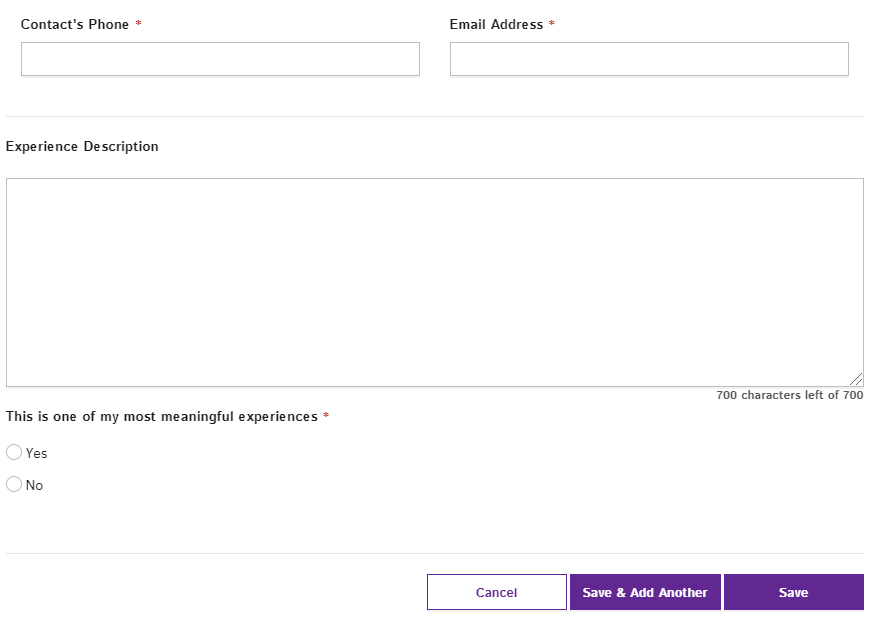 Contact's Phone * Email Address *
Experience Description
700 characters left of 700
This is one of my most meaningful experiences *
Yes
No
Cancel Save & Add Another Save